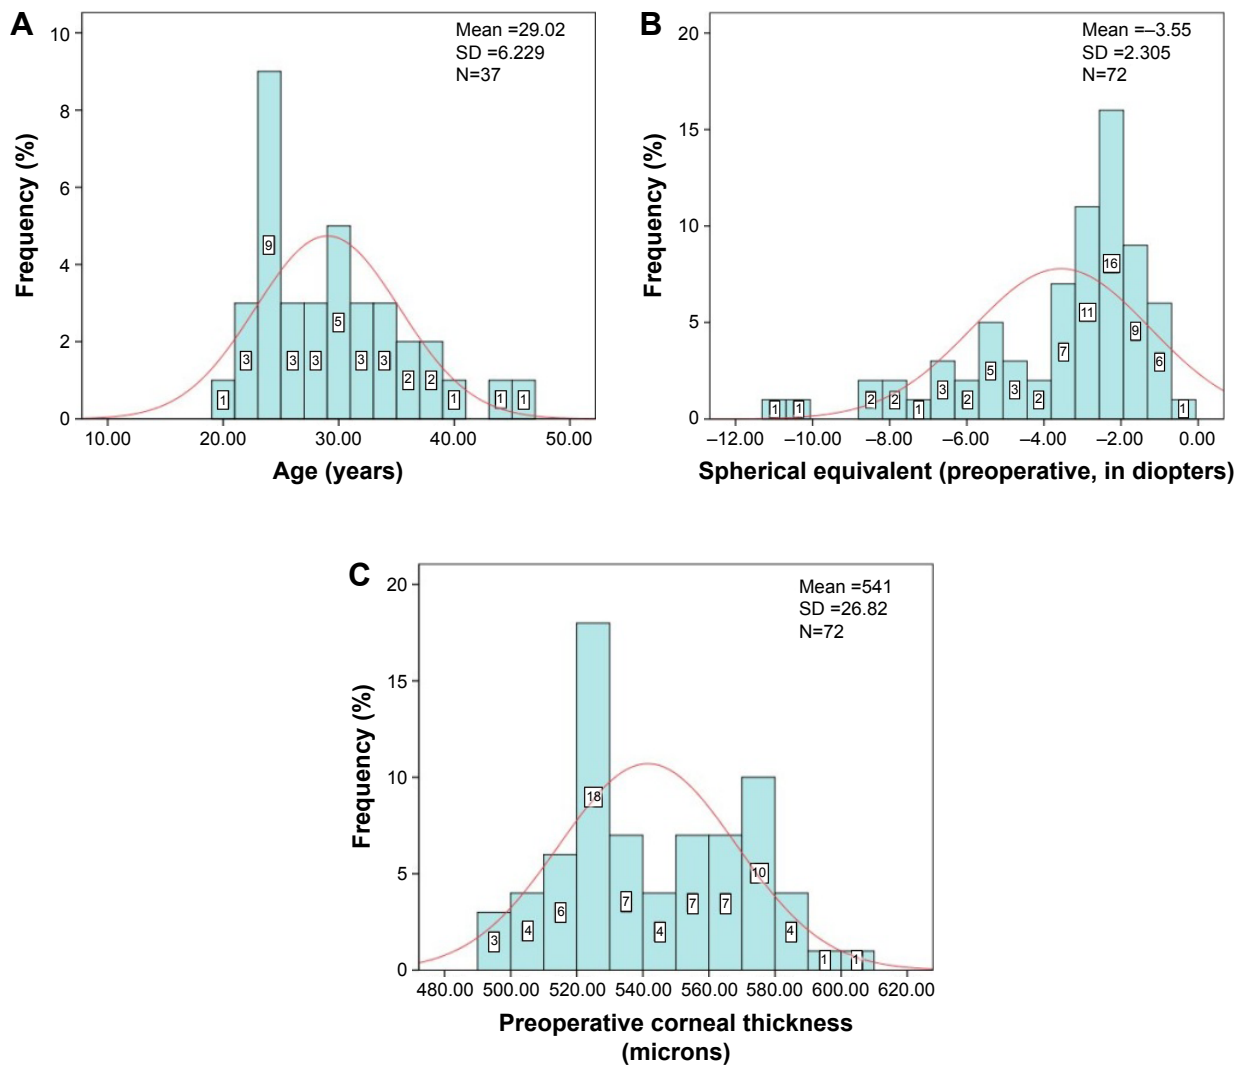 A
Mean =29.02
SD =6.229
N=37
Frequency (%)
10
8
6
4
2
0
1
3
9
3
3
5
3
3
2
2
1
1
1
10.00 20.00 30.00 40.00 50.00
Age (years)
B
Mean =–3.55
SD =2.305
N=72
Frequency (%)
20
15
10
5
0
1
1
2
2
1
3
2
5
3
2
7
11
16
9
6
1
–12.00 –10.00 –8.00 –6.00 –4.00 –2.00 0.00
Spherical equivalent (preoperative, in diopters)
C
Mean =541
SD =26.82
N=72
Frequency (%)
20
15
10
5
0
3
4
6
18
7
4
7
7
10
4
1
1
480.00 500.00 520.00 540.00 560.00 580.00 600.00 620.00
Preoperative corneal thickness
(microns)